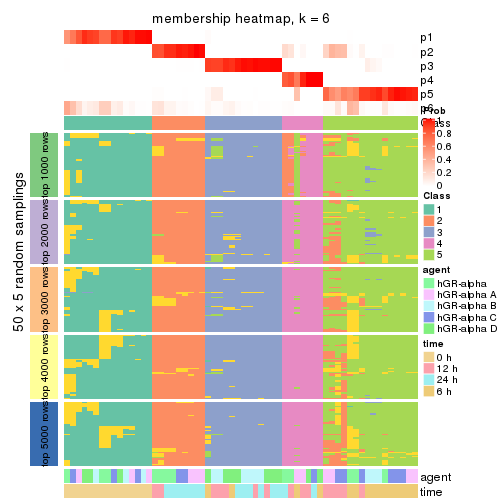 membership heatmap, k = 6
p1
p2
p3
p4
p5
p6
Class
Prob
1
0.8
0.6
0.4
0.2
0
Class
1
2
3
4
5
agent
hGR-alpha
hGR-alpha A
hGR-alpha B
hGR-alpha C
hGR-alpha D
time
0 h
12 h
24 h
6 h
50 x 5 random samplings
top 1000 rows
top 2000 rows
top 3000 rows
top 4000 rows
top 5000 rows
agent
time